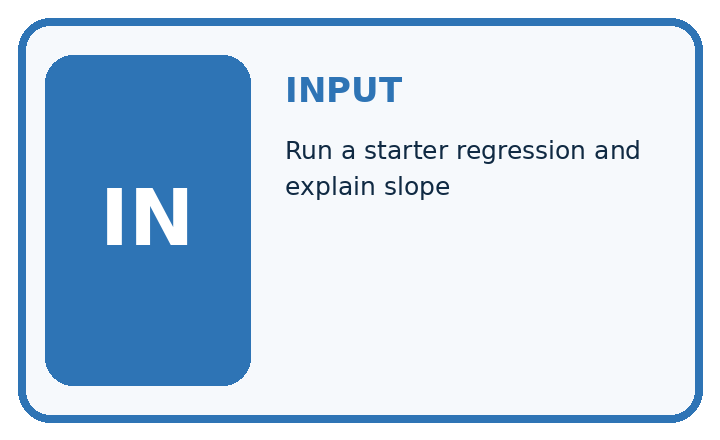 IN
INPUT
Run a starter regression and
explain slope